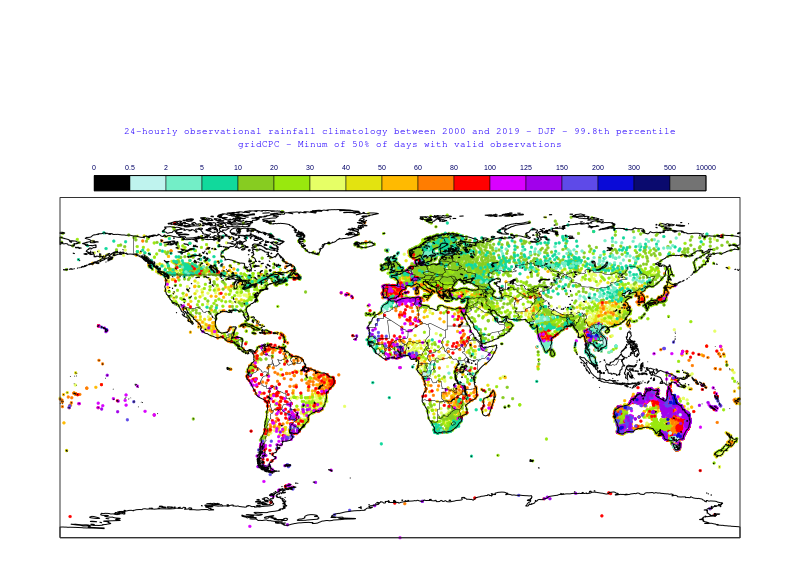 24-hourly observational rainfall climatology between 2000 and 2019 - DJF - 99.8th percentile
gridCPC - Minum of 50% of days with valid observations
0 0.5 2 5 10 20 30 40 60 80 100 125 150 200 300 500 10000